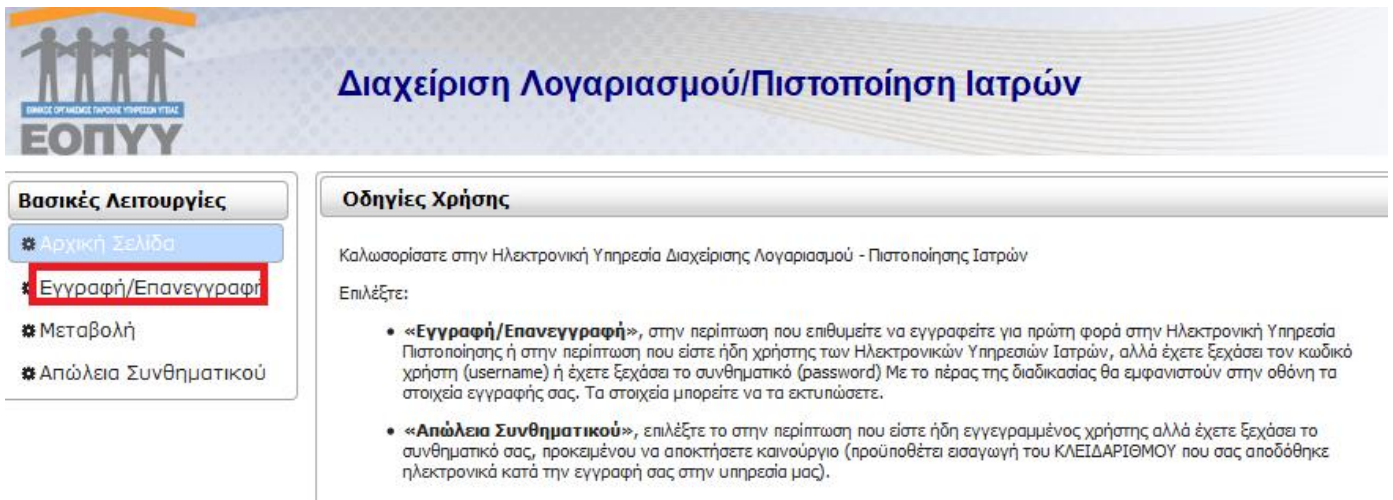 Διαχείριση Λογαριασμού/Πιστοποίηση Ιατρών
ΕΘΝΙΚΟΣ ΟΡΓΑΝΙΣΜΟΣ ΠΑΡΟΧΗΣ ΥΠΗΡΕΣΙΩΝ ΥΓΕΙΑΣ
ΕΟΠΥΥ
Βασικές Λειτουργίες
Αρχική Σελίδα
Εγγραφή/Επανεγγραφή
Μεταβολή
Απώλεια Συνθηματικού
Οδηγίες Χρήσης
Καλωσορίσατε στην Ηλεκτρονική Υπηρεσία Διαχείρισης Λογαριασμού - Πιστοποίησης Ιατρών
Επιλέξτε:
• «Εγγραφή/Επανεγγραφή», στην περίπτωση που επιθυμείτε να εγγραφείτε για πρώτη φορά στην Ηλεκτρονική Υπηρεσία
Πιστοποίησης ή στην περίπτωση που είστε ήδη χρήστης των Ηλεκτρονικών Υπηρεσιών Ιατρών, αλλά έχετε ξεχάσει τον κωδικό
χρήστη (username) ή έχετε ξεχάσει το συνθηματικό (password) Με το πέρας της διαδικασίας θα εμφανιστούν στην οθόνη τα
στοιχεία εγγραφής σας. Τα στοιχεία μπορείτε να τα εκτυπώσετε.
• «Απώλεια Συνθηματικού», επιλέξτε το στην περίπτωση που είστε ήδη εγγεγραμμένος χρήστης αλλά έχετε ξεχάσει το
συνθηματικό σας, προκειμένου να αποκτήσετε καινούργιο (προϋποθέτει εισαγωγή του ΚΛΕΙΔΑΡΙΘΜΟΥ που σας αποδόθηκε
ηλεκτρονικά κατά την εγγραφή σας στην υπηρεσία μας).